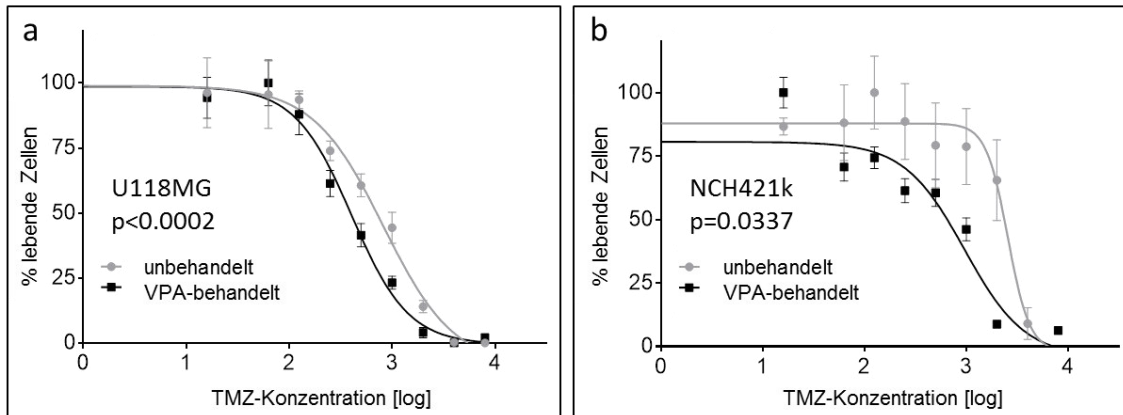 a
100
75
50
25
0
% lebende Zellen
U118MG
p<0.0002
unbehandelt
VPA-behandelt
0 1 2 3 4
TMZ-Konzentration [log]
b
100
75
50
25
0
% lebende Zellen
NCH421k
p=0.0337
unbehandelt
VPA-behandelt
0 1 2 3 4
TMZ-Konzentration [log]